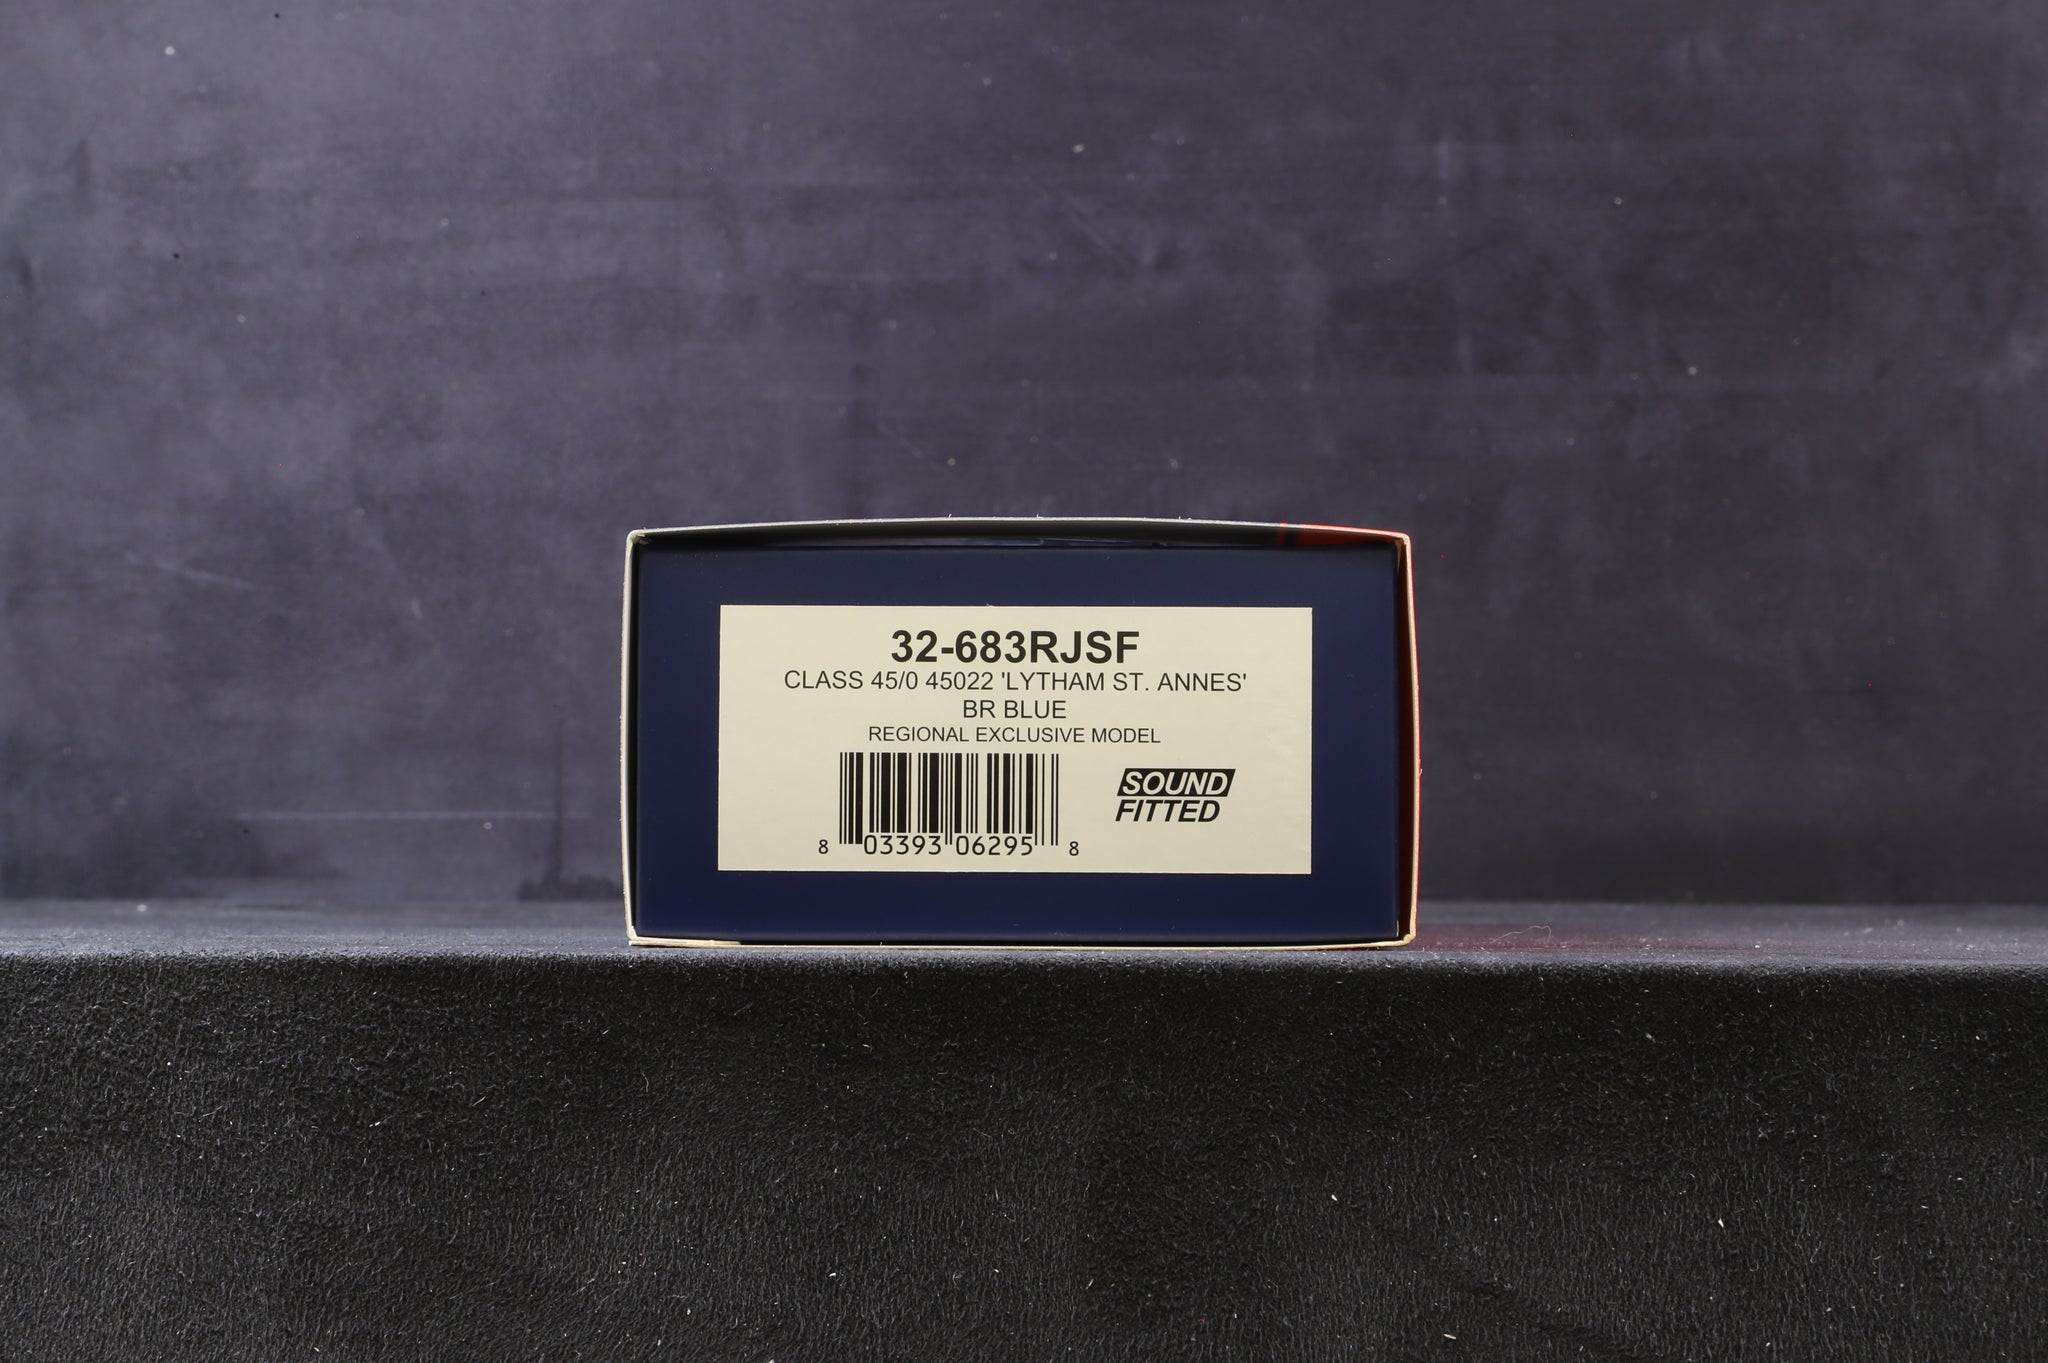 32-683RJSF
CLASS 45/0 45022 'LYTHAM ST. ANNES'
BR BLUE
REGIONAL EXCLUSIVE MODEL
SOUND
FITTED
8 03393 06295 8